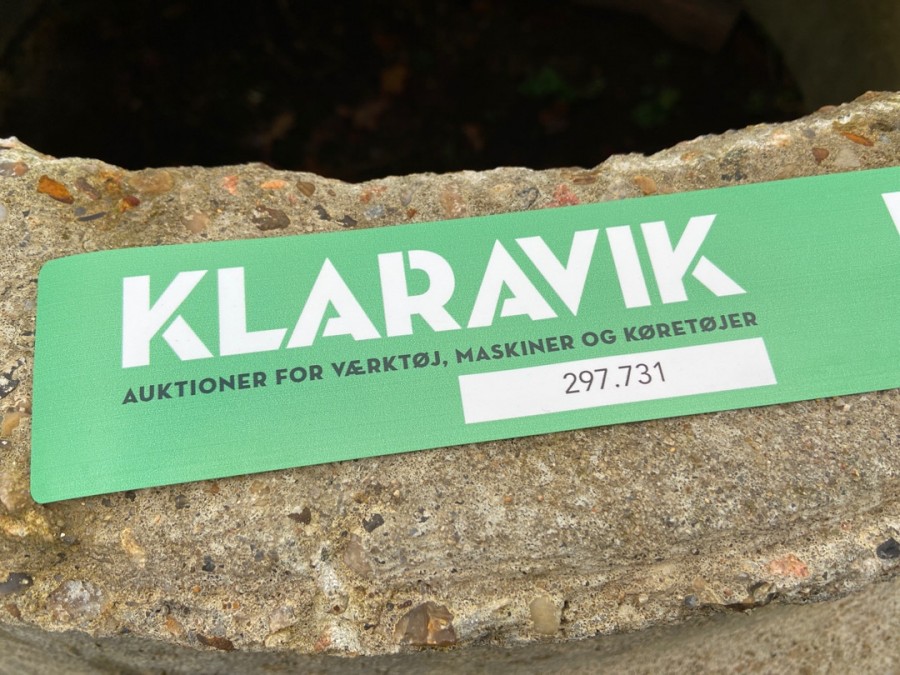 KLARAVIK
AUKTIONER FOR VÆRKTØJ, MASKINER OG KØRETØJER
297.731